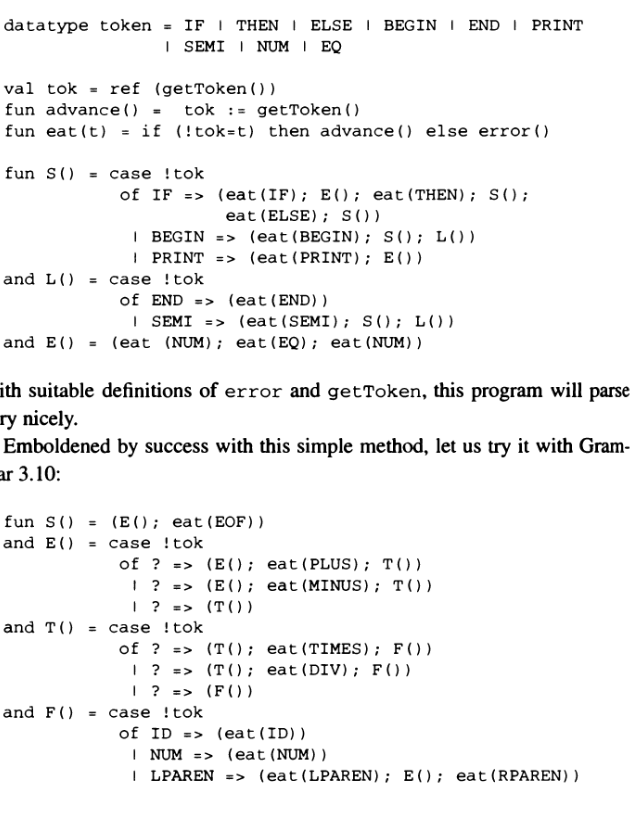 datatype token = IF | THEN | ELSE | BEGIN | END | PRINT
| SEMI | NUM | EQ
val tok = ref (getToken())
fun advance() = tok := getToken()
fun eat(t) = if (!tok=t) then advance() else error()
fun S() = case !tok
of IF => (eat(IF); E(); eat(THEN); S();
eat(ELSE); S())
| BEGIN => (eat(BEGIN); S(); L())
| PRINT => (eat(PRINT); E())
and L() = case !tok
of END => (eat(END))
| SEMI => (eat(SEMI); S(); L())
and E() = (eat (NUM); eat(EQ); eat(NUM))
ith suitable definitions of error and getToken, this program will parse
ry nicely.
Emboldened by success with this simple method, let us try it with Gram-
ar 3.10:
fun S() = (E(); eat(EOF))
and E() = case !tok
of ? => (E(); eat(PLUS); T())
| ? => (E(); eat(MINUS); T())
| ? => (T())
and T() = case !tok
of ? => (T(); eat(TIMES); F())
| ? => (T(); eat(DIV); F())
| ? => (F())
and F() = case !tok
of ID => (eat(ID))
| NUM => (eat(NUM))
| LPAREN => (eat(LPAREN); E(); eat(RPAREN))